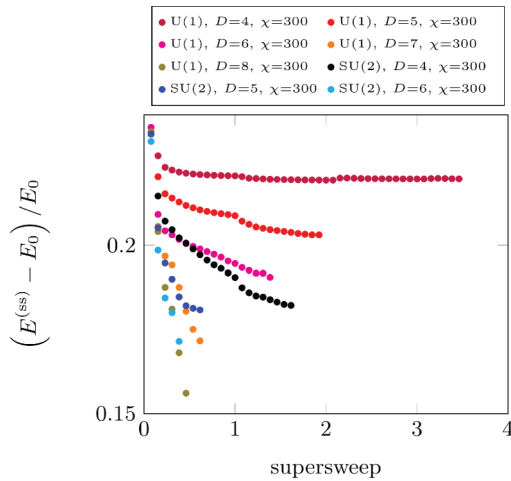 U(1), D=4, χ=300 U(1), D=5, χ=300
U(1), D=6, χ=300 U(1), D=7, χ=300
U(1), D=8, χ=300 SU(2), D=4, χ=300
SU(2), D=5, χ=300 SU(2), D=6, χ=300
(E^(ss) − E_0) /E_0
0.2
0.15
0 1 2 3 4
supersweep